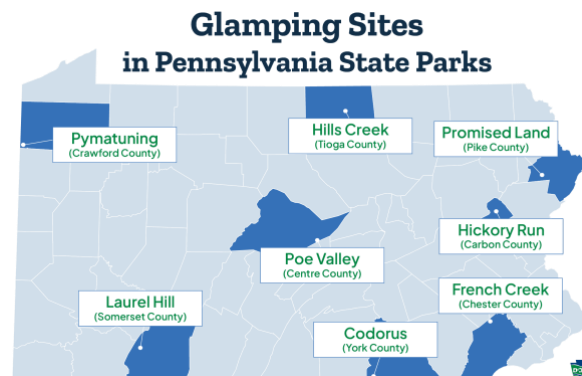 Glamping Sites
in Pennsylvania State Parks
Pymatuning
(Crawford County)
Hills Creek
(Tioga County)
Promised Land
(Pike County)
Hickory Run
(Carbon County)
Poe Valley
(Centre County)
French Creek
(Chester County)
Laurel Hill
(Somerset County)
Codorus
(York County)